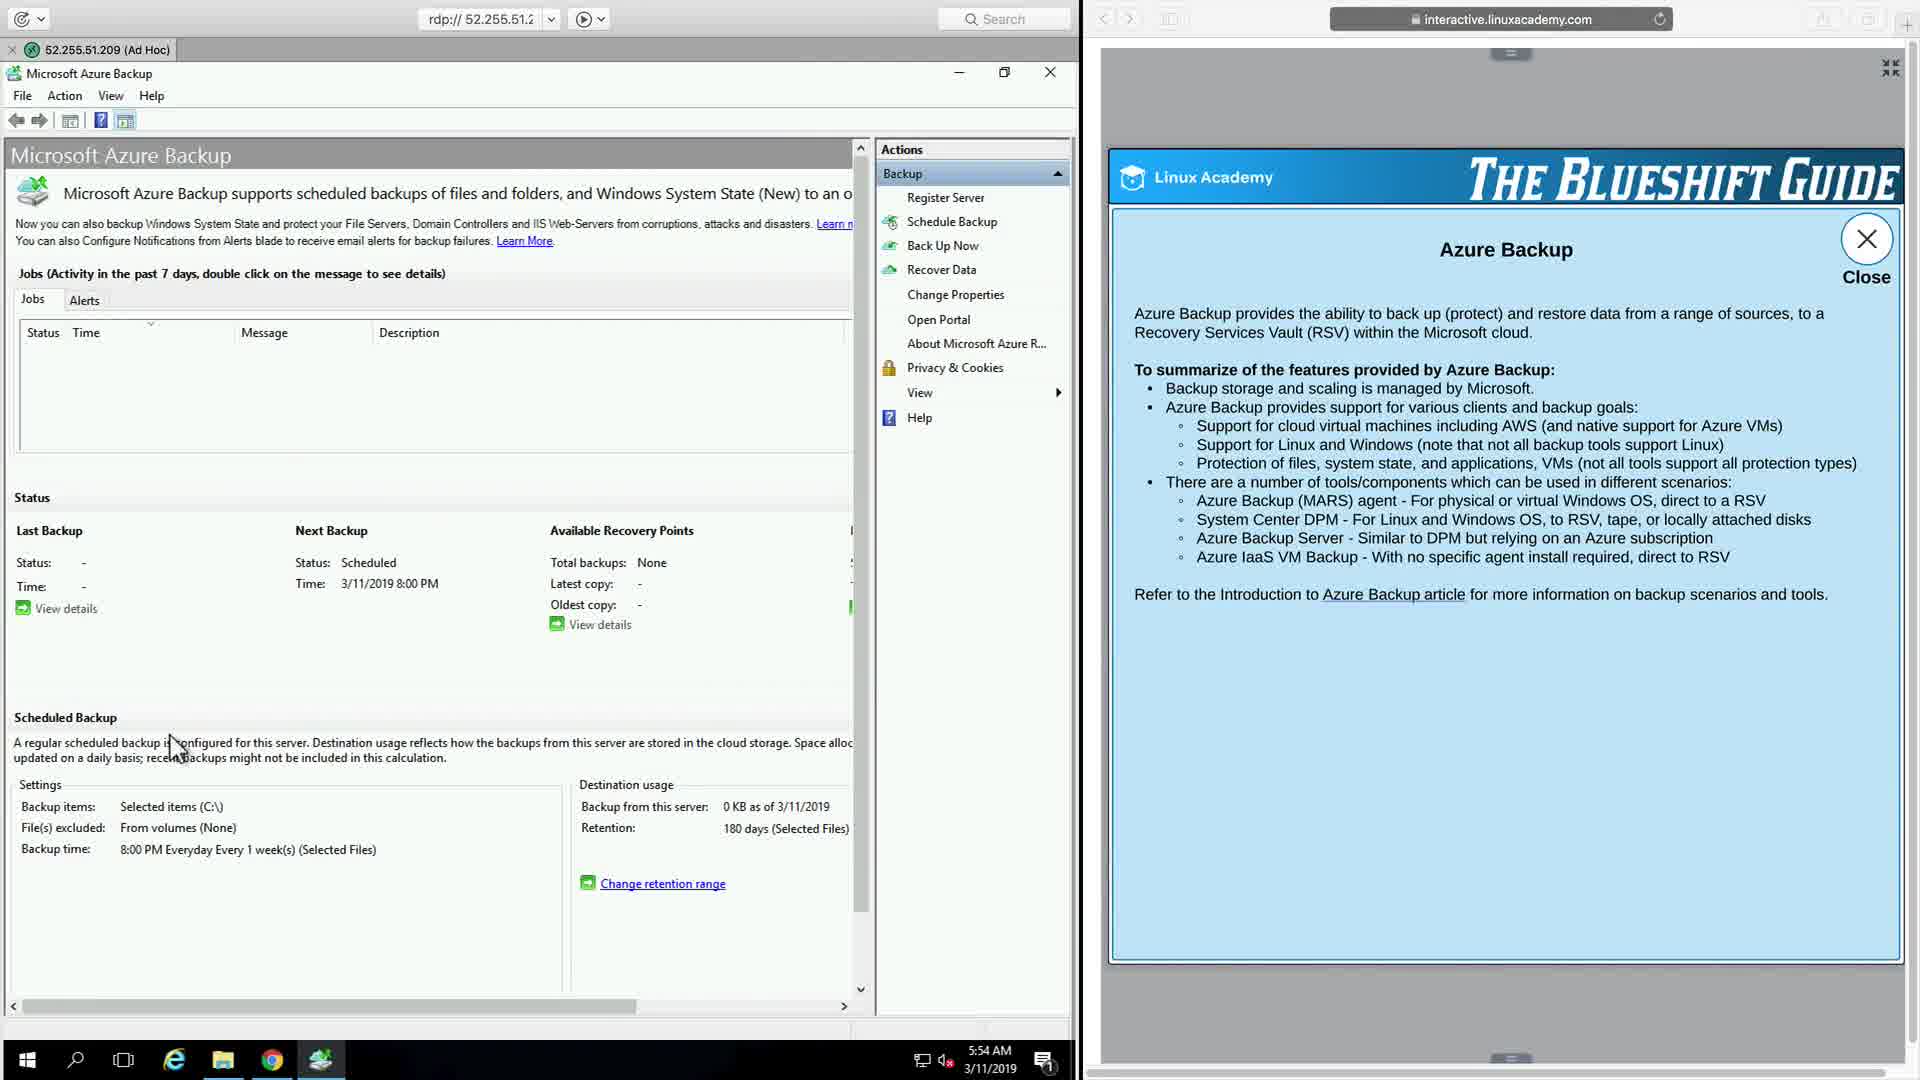 rdp:// 52.255.51.2
Search
52.255.51.209 (Ad Hoc)
Microsoft Azure Backup
File Action View Help
Microsoft Azure Backup
Microsoft Azure Backup supports scheduled backups of files and folders, and Windows System State (New) to an o
Now you can also backup Windows System State and protect your File Servers, Domain Controllers and IIS Web-Servers from corruptions, attacks and disasters. Learn
You can also Configure Notifications from Alerts blade to receive email alerts for backup failures. Learn More.
Jobs (Activity in the past 7 days, double click on the message to see details)
Jobs Alerts
Status Time Message Description
Status
Last Backup Next Backup Available Recovery Points
Status: - Status: Scheduled Total backups: None
Time: - Time: 3/11/2019 8:00 PM Latest copy: -
Oldest copy: -
View details View details
Scheduled Backup
A regular scheduled backup is configured for this server. Destination usage reflects how the backups from this server are stored in the cloud storage. Space alloc
updated on a daily basis; recent backups might not be included in this calculation.
Settings
Backup items: Selected items (C:\)
File(s) excluded: From volumes (None)
Backup time: 8:00 PM Everyday Every 1 week(s) (Selected Files)
Destination usage
Backup from this server: 0 KB as of 3/11/2019
Retention: 180 days (Selected Files)
Change retention range
Actions
Backup
Register Server
Schedule Backup
Back Up Now
Recover Data
Change Properties
Open Portal
About Microsoft Azure R...
Privacy & Cookies
View
Help
5:54 AM
3/11/2019
1
interactive.linuxacademy.com
Linux Academy
THE BLUESHIFT GUIDE
Azure Backup
Close
Azure Backup provides the ability to back up (protect) and restore data from a range of sources, to a
Recovery Services Vault (RSV) within the Microsoft cloud.
To summarize of the features provided by Azure Backup:
• Backup storage and scaling is managed by Microsoft.
• Azure Backup provides support for various clients and backup goals:
◦ Support for cloud virtual machines including AWS (and native support for Azure VMs)
◦ Support for Linux and Windows (note that not all backup tools support Linux)
◦ Protection of files, system state, and applications, VMs (not all tools support all protection types)
• There are a number of tools/components which can be used in different scenarios:
◦ Azure Backup (MARS) agent - For physical or virtual Windows OS, direct to a RSV
◦ System Center DPM - For Linux and Windows OS, to RSV, tape, or locally attached disks
◦ Azure Backup Server - Similar to DPM but relying on an Azure subscription
◦ Azure IaaS VM Backup - With no specific agent install required, direct to RSV
Refer to the Introduction to Azure Backup article for more information on backup scenarios and tools.